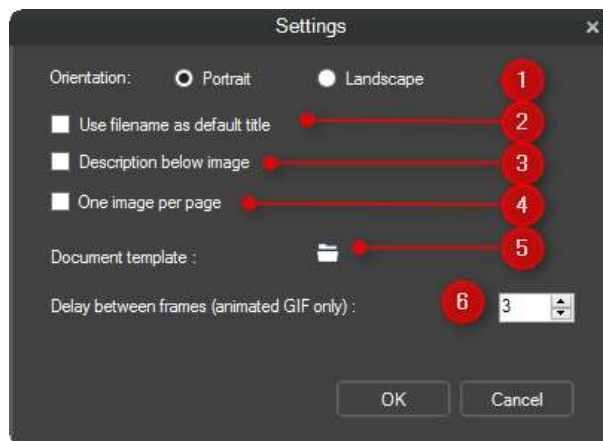 Settings
Orientation: Portrait Landscape 1
Use filename as default title 2
Description below image 3
One image per page 4
Document template : 5
Delay between frames (animated GIF only) : 6 3
OK Cancel